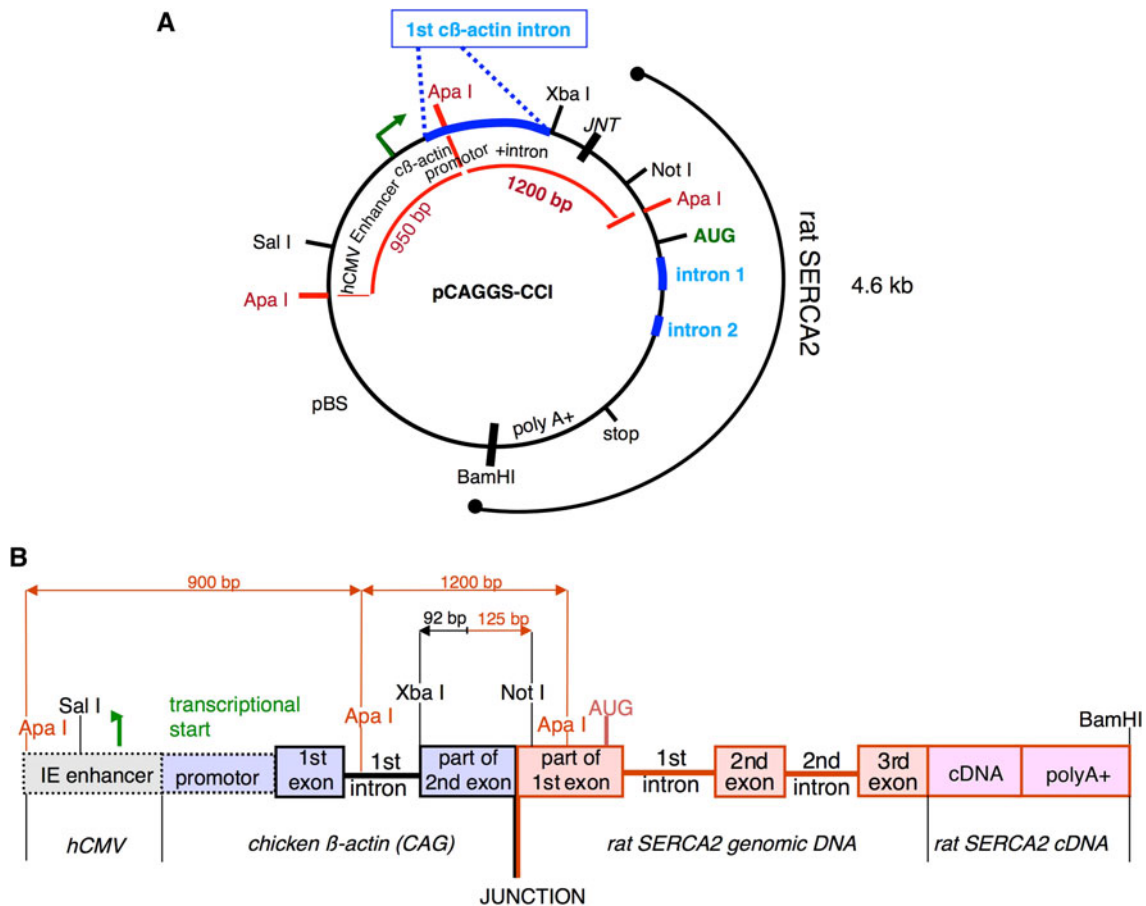 A
1st cß-actin intron
Apa I
Xba I
JNT
cß-actin
promotor
+intron
Not I
hCMV Enhancer
1200 bp
Apa I
950 bp
Sal I
AUG
rat SERCA2
4.6 kb
intron 1
Apa I
pCAGGS-CCI
intron 2
pBS
poly A+
stop
BamHI
B
900 bp
1200 bp
92 bp
125 bp
Xba I
Not I
Sal I
transcriptional
start
Apa I
Apa I
Apa I
AUG
BamHI
IE enhancer
promotor
1st
exon
1st
intron
part of
2nd exon
part of
1st exon
1st
intron
2nd
exon
2nd
intron
3rd
exon
cDNA
polyA+
hCMV
chicken ß-actin (CAG)
rat SERCA2 genomic DNA
rat SERCA2 cDNA
JUNCTION